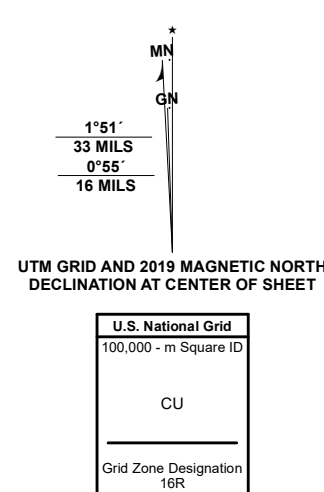 ★
MN
GN
1°51´
33 MILS
0°55´
16 MILS
UTM GRID AND 2019 MAGNETIC NORTH
DECLINATION AT CENTER OF SHEET
U.S. National Grid
100,000 - m Square ID
CU
Grid Zone Designation
16R